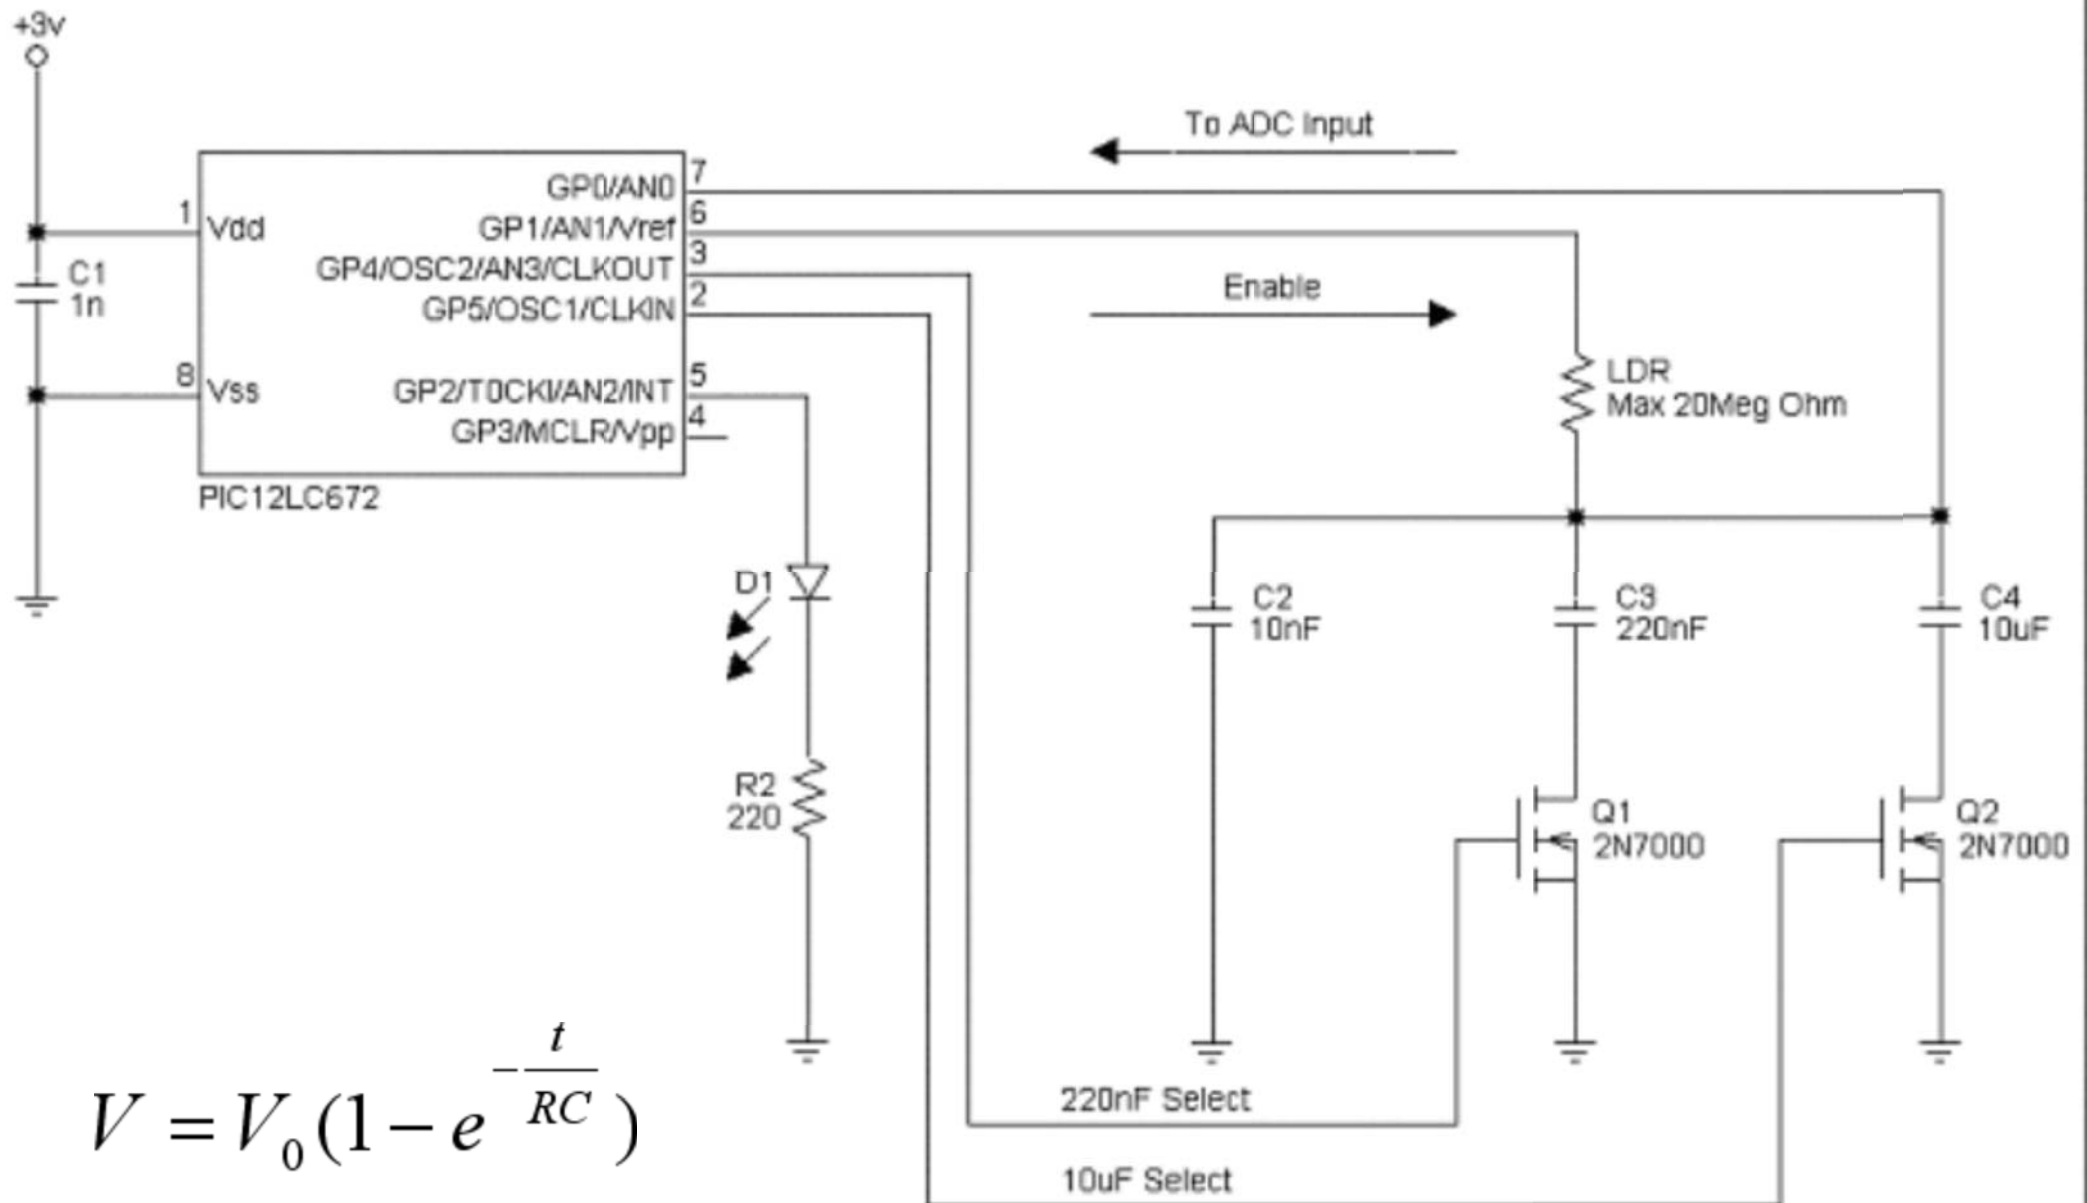 +3v
To ADC Input
GP0/AN0 7
1 Vdd
GP1/AN1/Vref 6
GP4/OSC2/AN3/CLKOUT 3
C1
1n
GP5/OSC1/CLKIN 2
Enable
8 Vss
GP2/T0CKI/AN2/INT 5
GP3/MCLR/Vpp 4
LDR
Max 20Meg Ohm
PIC12LC672
D1
C2
10nF
C3
220nF
C4
10uF
R2
220
Q1
2N7000
Q2
2N7000
V = V₀(1 − e^(−t/RC))
220nF Select
10uF Select